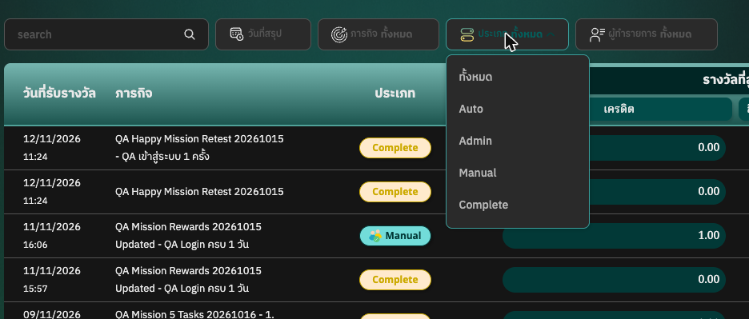 search
วันที่สรุป
ภารกิจ ทั้งหมด
ประเภท ทั้งหมด
ผู้ทำรายการ ทั้งหมด
วันที่รับรางวัล
ภารกิจ
ประเภท
เครดิต
ทั้งหมด
Auto
Admin
Manual
Complete
12/11/2026
11:24
QA Happy Mission Retest 20261015
- QA เข้าสู่ระบบ 1 ครั้ง
Complete
0.00
12/11/2026
11:24
QA Happy Mission Retest 20261015
Complete
0.00
11/11/2026
16:06
QA Mission Rewards 20261015
Updated - QA Login ครบ 1 วัน
Manual
1.00
11/11/2026
15:57
QA Mission Rewards 20261015
Updated - QA Login ครบ 1 วัน
Complete
0.00
09/11/2026
QA Mission 5 Tasks 20261016 - 1.